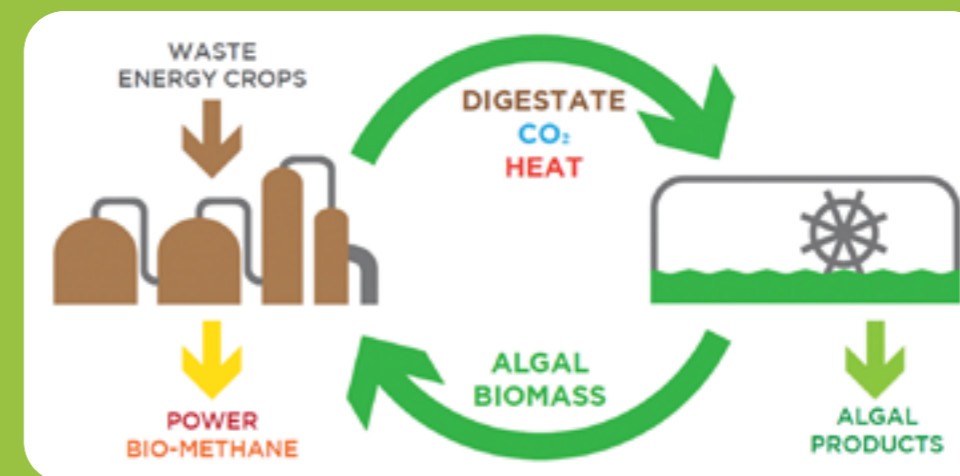 WASTE
ENERGY CROPS
DIGESTATE
CO₂
HEAT
POWER
BIO-METHANE
ALGAL
BIOMASS
ALGAL
PRODUCTS